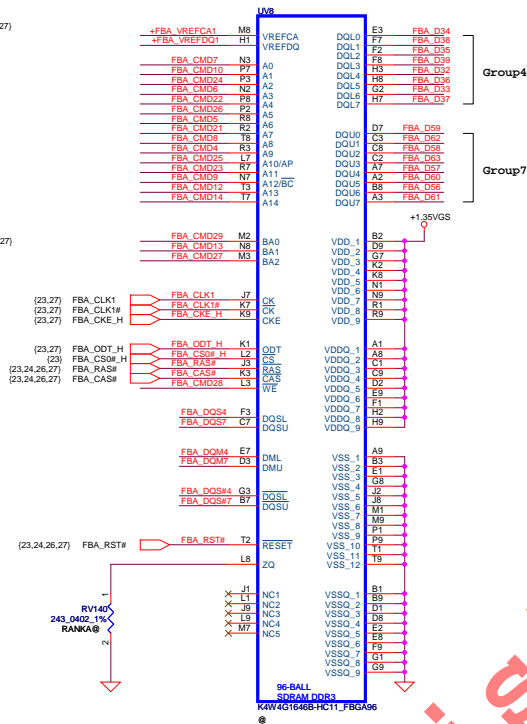 27}
UV8
+FBA_VREFCA1 M8 VREFCA DQL0 E3 FBA_D34
+FBA_VREFDQ1 H1 VREFDQ DQL1 F7 FBA_D38
DQL2 F2 FBA_D35
FBA_CMD7 N3 A0 DQL3 F8 FBA_D39
FBA_CMD10 P7 A1 DQL4 H3 FBA_D32
FBA_CMD24 P3 A2 DQL5 H8 FBA_D36
FBA_CMD6 N2 A3 DQL6 G2 FBA_D33
FBA_CMD22 P8 A4 DQL7 H7 FBA_D37
Group4
FBA_CMD26 P2 A5
FBA_CMD5 R8 A6
FBA_CMD21 R2 A7 DQU0 D7 FBA_D59
FBA_CMD8 T8 A8 DQU1 C3 FBA_D62
FBA_CMD4 R3 A9 DQU2 C8 FBA_D58
FBA_CMD25 L7 A10/AP DQU3 C2 FBA_D63
FBA_CMD23 R7 A11 DQU4 A7 FBA_D57
FBA_CMD9 N7 A12/BC DQU5 A2 FBA_D60
FBA_CMD12 T3 A13 DQU6 B8 FBA_D56
FBA_CMD14 T7 A14 DQU7 A3 FBA_D61
Group7
+1.35VGS
27}
FBA_CMD29 M2 BA0 VDD_1 B2
FBA_CMD13 N8 BA1 VDD_2 D9
FBA_CMD27 M3 BA2 VDD_3 G7
VDD_4 K2
VDD_5 K8
VDD_6 N1
{23,27} FBA_CLK1 FBA_CLK1 J7 CK VDD_7 N9
{23,27} FBA_CLK1# FBA_CLK1# K7 CK VDD_8 R1
{23,27} FBA_CKE_H FBA_CKE_H K9 CKE VDD_9 R9
{23,27} FBA_ODT_H FBA_ODT_H K1 ODT VDDQ_1 A1
{23} FBA_CS0#_H FBA_CS0#_H L2 CS VDDQ_2 A8
{23,24,26,27} FBA_RAS# FBA_RAS# J3 RAS VDDQ_3 C1
{23,24,26,27} FBA_CAS# FBA_CAS# K3 CAS VDDQ_4 C9
FBA_CMD28 L3 WE VDDQ_5 D2
VDDQ_6 E9
VDDQ_7 F1
FBA_DQS4 F3 DQSL VDDQ_8 H2
FBA_DQS7 C7 DQSU VDDQ_9 H9
FBA_DQM4 E7 DML VSS_1 A9
FBA_DQM7 D3 DMU VSS_2 B3
VSS_3 E1
VSS_4 G8
FBA_DQS#4 G3 DQSL VSS_5 J2
FBA_DQS#7 B7 DQSU VSS_6 J8
VSS_7 M1
VSS_8 M9
VSS_9 P1
{23,24,26,27} FBA_RST# FBA_RST# T2 RESET VSS_10 P9
VSS_11 T1
L8 ZQ VSS_12 T9
J1 NC1 VSSQ_1 B1
L1 NC2 VSSQ_2 B9
J9 NC3 VSSQ_3 D1
L9 NC4 VSSQ_4 D8
M7 NC5 VSSQ_5 E2
VSSQ_6 E8
VSSQ_7 F9
VSSQ_8 G1
VSSQ_9 G9
1
RV140
243_0402_1%
RANKA@
2
96-BALL
SDRAM DDR3
K4W4G1646B-HC11_FBGA96
@